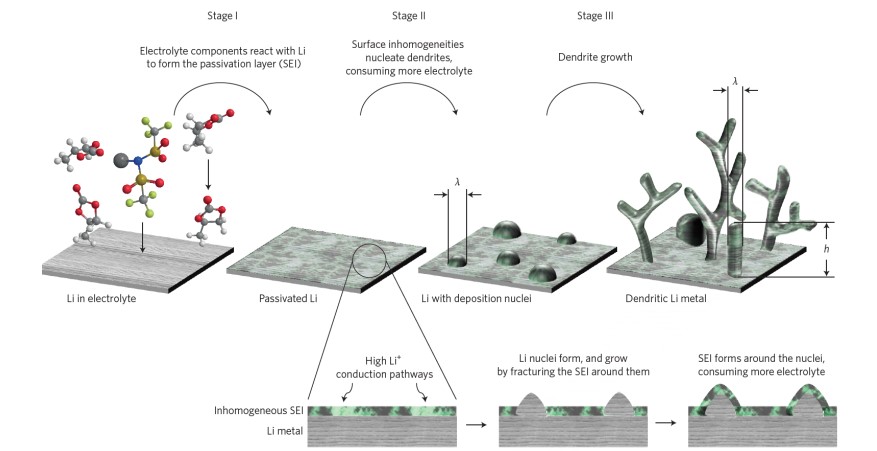 Stage I
Stage II
Stage III
Electrolyte components react with Li
to form the passivation layer (SEI)
Surface inhomogeneities
nucleate dendrites,
consuming more electrolyte
Dendrite growth
λ
λ
h
Li in electrolyte
Passivated Li
Li with deposition nuclei
Dendritic Li metal
High Li⁺
conduction pathways
Li nuclei form, and grow
by fracturing the SEI around them
SEI forms around the nuclei,
consuming more electrolyte
Inhomogeneous SEI
Li metal